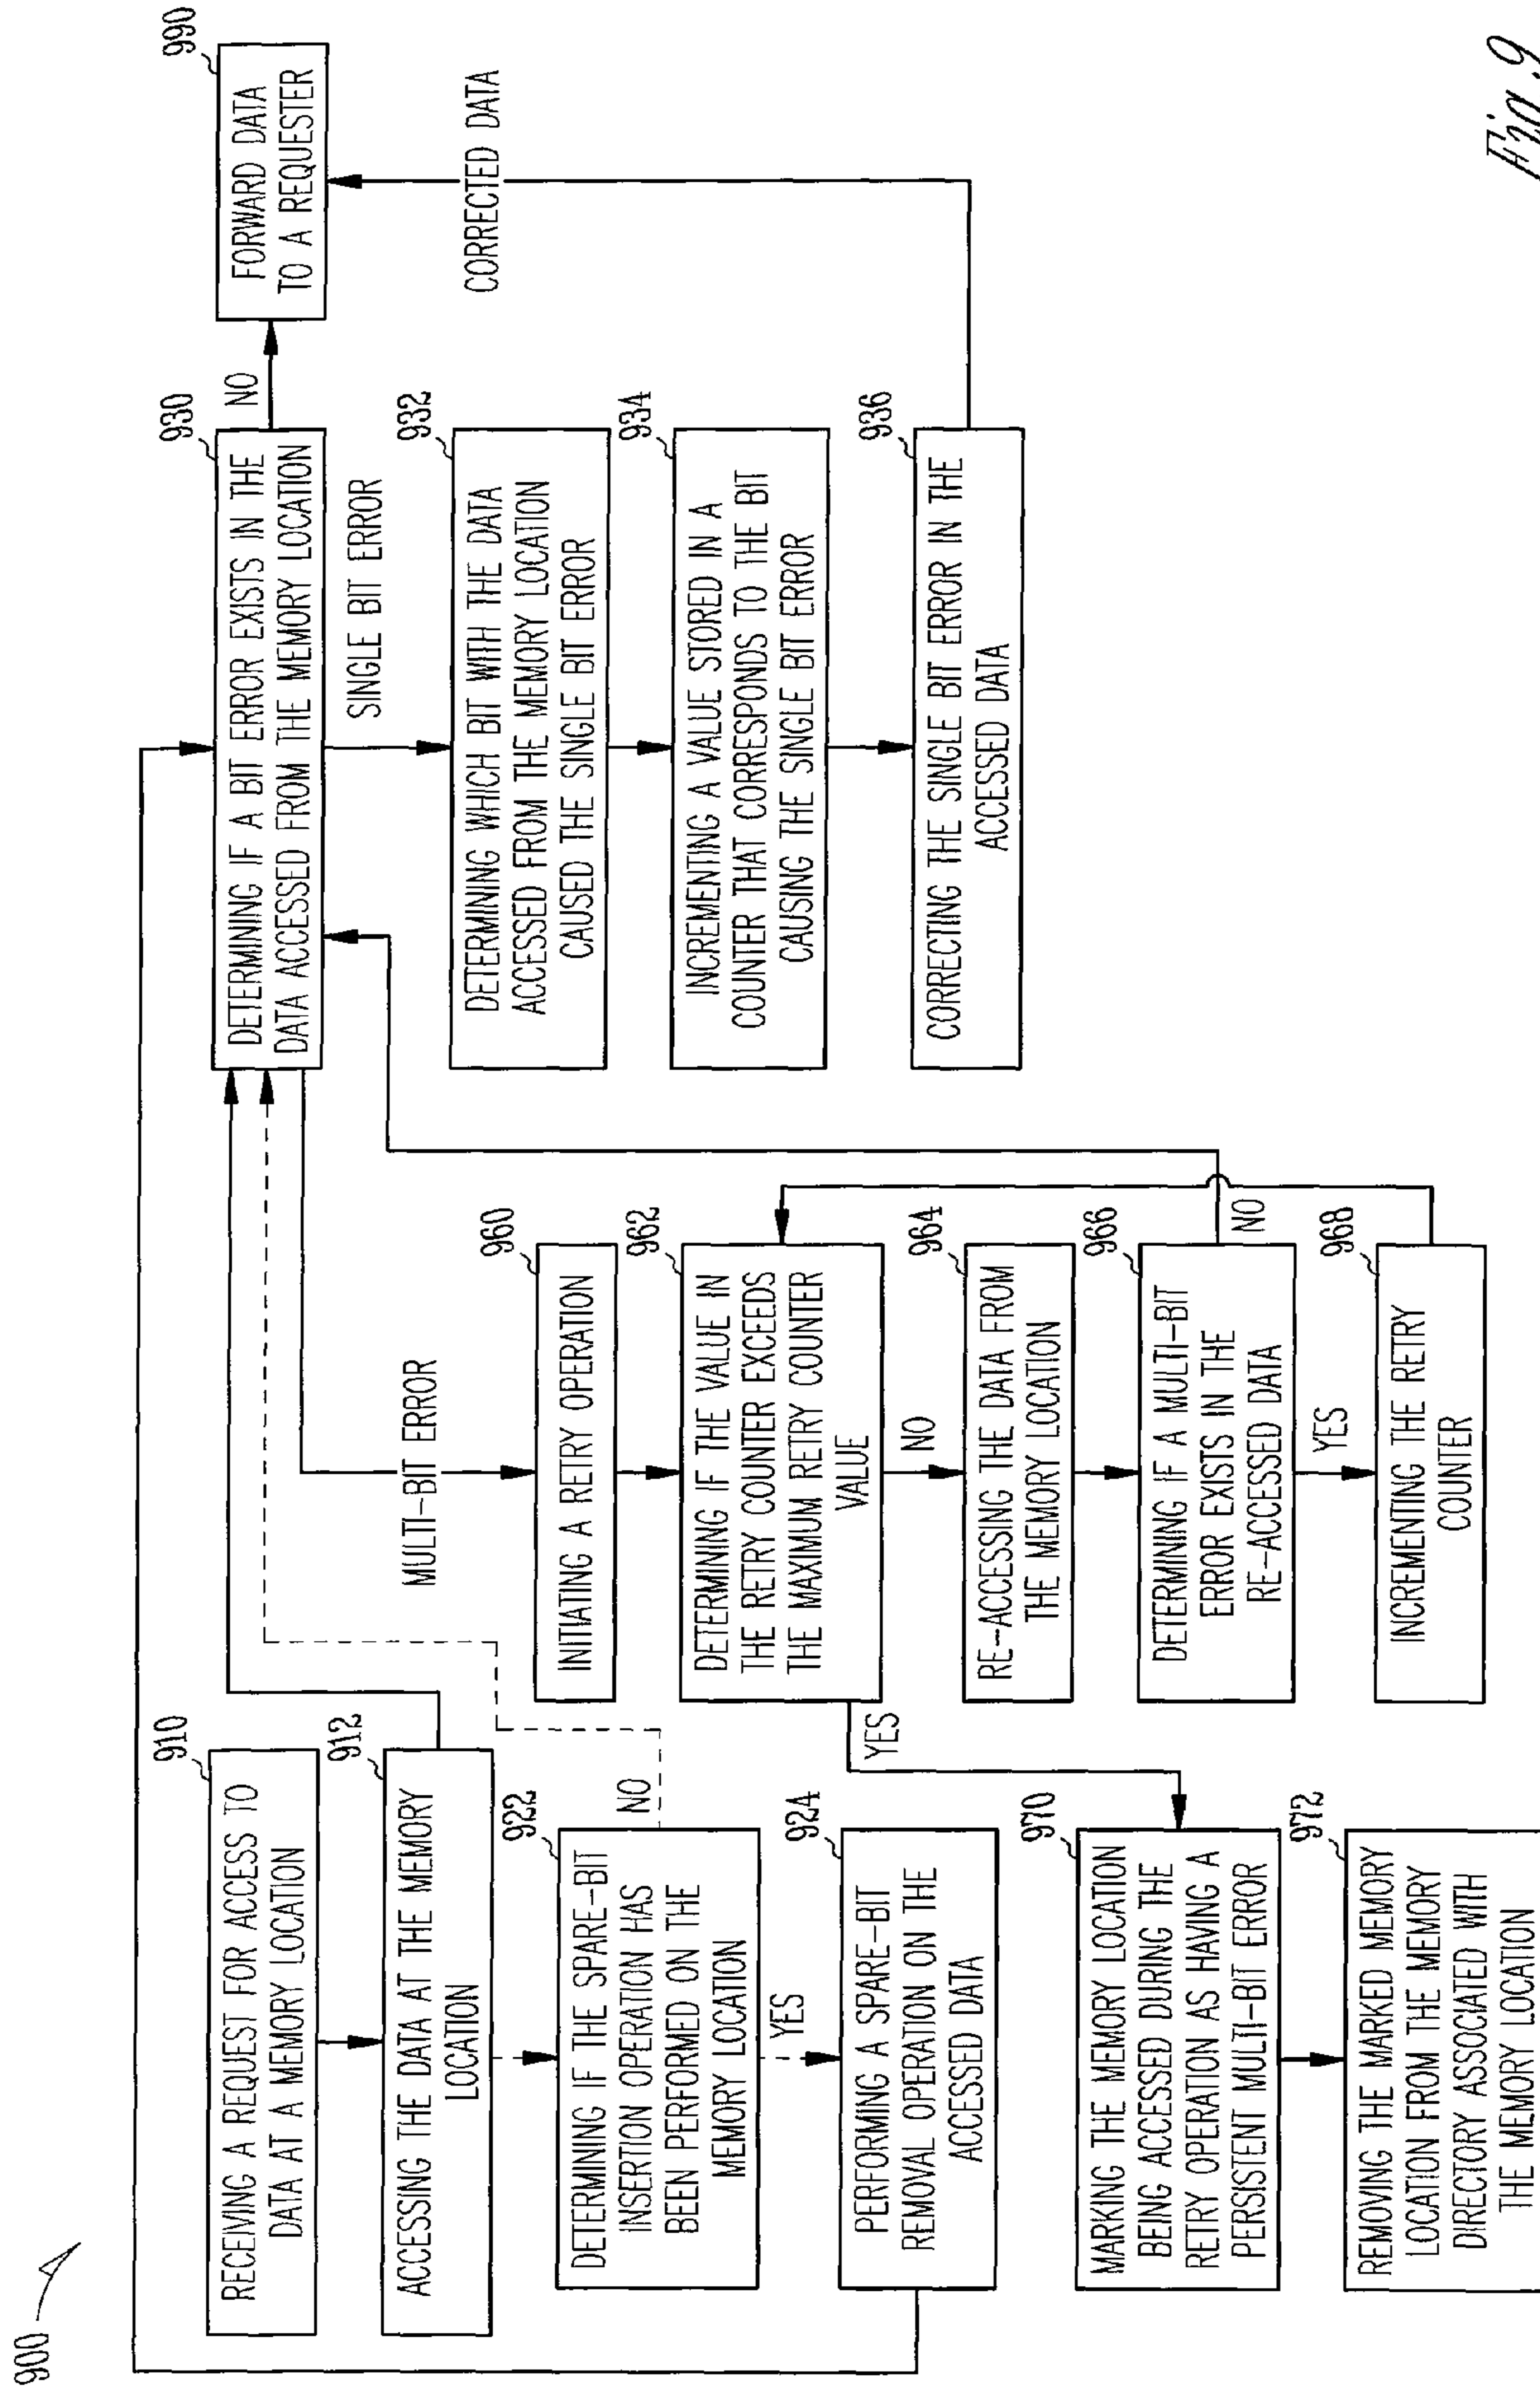 900
910
RECEIVING A REQUEST FOR ACCESS TO
DATA AT A MEMORY LOCATION
912
ACCESSING THE DATA AT THE MEMORY
LOCATION
922
DETERMINING IF THE SPARE-BIT
INSERTION OPERATION HAS
BEEN PERFORMED ON THE
MEMORY LOCATION
NO
YES
924
PERFORMING A SPARE-BIT
REMOVAL OPERATION ON THE
ACCESSED DATA
970
MARKING THE MEMORY LOCATION
BEING ACCESSED DURING THE
RETRY OPERATION AS HAVING A
PERSISTENT MULTI-BIT ERROR
972
REMOVING THE MARKED MEMORY
LOCATION FROM THE MEMORY
DIRECTORY ASSOCIATED WITH
THE MEMORY LOCATION
MULTI-BIT ERROR
960
INITIATING A RETRY OPERATION
962
DETERMINING IF THE VALUE IN
THE RETRY COUNTER EXCEEDS
THE MAXIMUM RETRY COUNTER
VALUE
YES
NO
964
RE-ACCESSING THE DATA FROM
THE MEMORY LOCATION
966
DETERMINING IF A MULTI-BIT
ERROR EXISTS IN THE
RE-ACCESSED DATA
NO
YES
968
INCREMENTING THE RETRY
COUNTER
930
DETERMINING IF A BIT ERROR EXISTS IN THE
DATA ACCESSED FROM THE MEMORY LOCATION
NO
SINGLE BIT ERROR
932
DETERMINING WHICH BIT WITH THE DATA
ACCESSED FROM THE MEMORY LOCATION
CAUSED THE SINGLE BIT ERROR
934
INCREMENTING A VALUE STORED IN A
COUNTER THAT CORRESPONDS TO THE BIT
CAUSING THE SINGLE BIT ERROR
936
CORRECTING THE SINGLE BIT ERROR IN THE
ACCESSED DATA
990
FORWARD DATA
TO A REQUESTER
CORRECTED DATA
Fig. 9